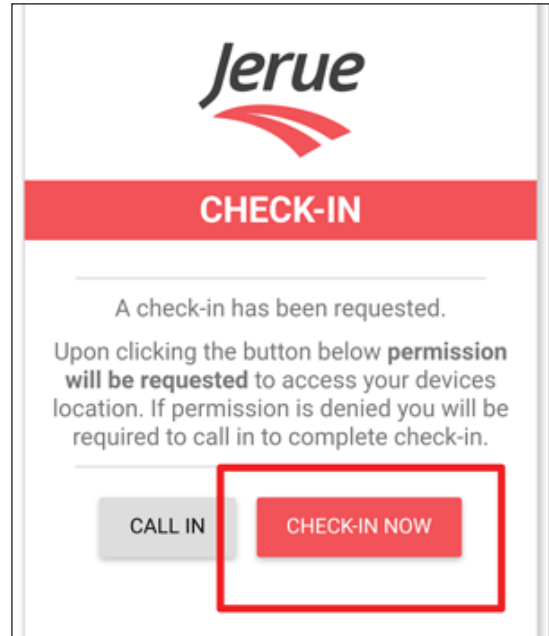 Jerue
CHECK-IN
A check-in has been requested.
Upon clicking the button below permission
will be requested to access your devices
location. If permission is denied you will be
required to call in to complete check-in.
CALL IN
CHECK-IN NOW